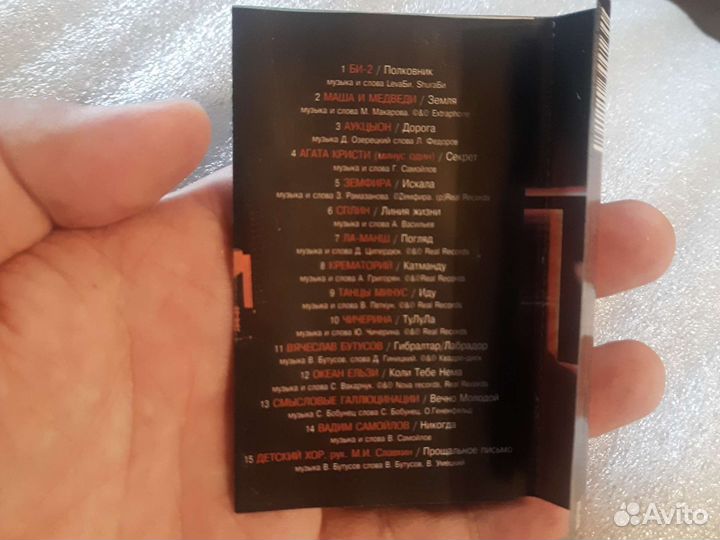 1 БИ-2 / Полковник
музыка и слова LеваБи, ShuraБи
2 МАША И МЕДВЕДИ / Земля
музыка и слова М. Макарова. ©&℗ Extraphone
3 АУКЦЫОН / Дорога
музыка Д. Озерецкий слова Л. Федоров
4 АГАТА КРИСТИ (минус один) / Секрет
музыка и слова Г. Самойлов
5 ЗЕМФИРА / Искала
музыка и слова З. Рамазанова. ©Земфира. (p)Real Records
6 СПЛИН / Линия жизни
музыка и слова А. Васильев
7 ЛА-МАНШ / Погляд
музыка и слова Д. Ципердюк. ©&℗ Real Records
8 КРЕМАТОРИЙ / Катманду
музыка и слова А. Григорян. ©&℗Real Records
9 ТАНЦЫ МИНУС / Иду
музыка и слова В. Петкун. ©&℗ Real Records
10 ЧИЧЕРИНА / ТуЛуЛа
музыка и слова Ю. Чичерина. ©&℗ Real Records
11 ВЯЧЕСЛАВ БУТУСОВ / Гибралтар/Лабрадор
музыка В. Бутусов, слова Д. Гиницкий. ©&℗ Квадро-диск
12 ОКЕАН ЕЛЬЗИ / Коли Тебе Нема
музыка и слова С. Вакарчук. ©&℗ Nova records, Real Records
13 СМЫСЛОВЫЕ ГАЛЛЮЦИНАЦИИ / Вечно Молодой
музыка С. Бобунец слова С. Бобунец, О.Гененфельд
14 ВАДИМ САМОЙЛОВ / Никогда
музыка и слова В. Самойлов
15 ДЕТСКИЙ ХОР, рук. М.И. Славкин / Прощальное письмо
музыка В. Бутусов слова В. Бутусов, В. Умецкий
Avito